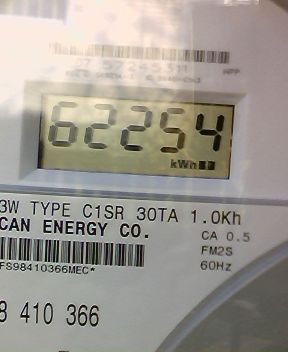 62254
kWh
3W TYPE C1SR 30TA 1.0Kh
CAN ENERGY CO.
CA 0.5
FM2S
60Hz
FS98410366MEC*
8 410 366